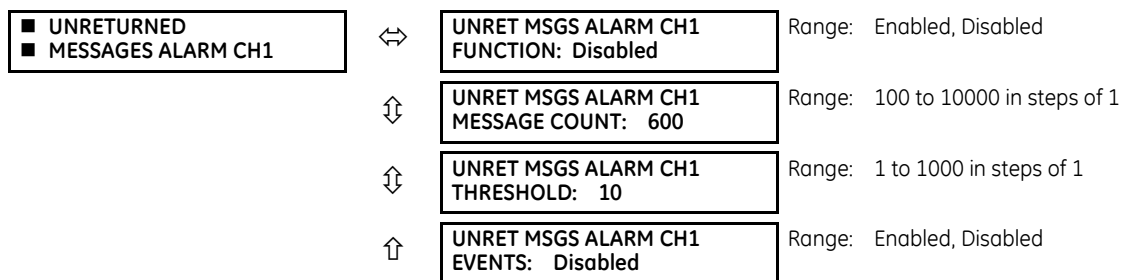 ■ UNRETURNED
■ MESSAGES ALARM CH1
UNRET MSGS ALARM CH1
FUNCTION: Disabled
Range: Enabled, Disabled
UNRET MSGS ALARM CH1
MESSAGE COUNT: 600
Range: 100 to 10000 in steps of 1
UNRET MSGS ALARM CH1
THRESHOLD: 10
Range: 1 to 1000 in steps of 1
UNRET MSGS ALARM CH1
EVENTS: Disabled
Range: Enabled, Disabled